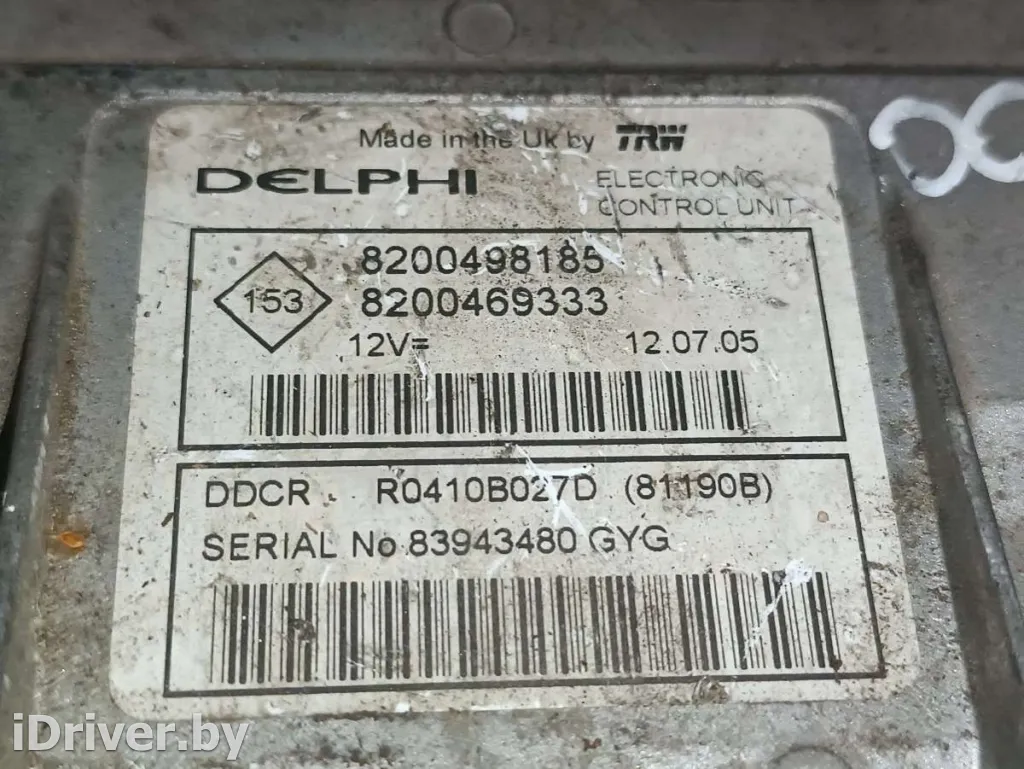 Made in the Uk by TRW
DELPHI ELECTRONIC
CONTROL UNIT
8200498185
153 8200469333
12V= 12.07.05
DDCR R0410B027D (81190B)
SERIAL No 83943480 GYG
iDriver.by